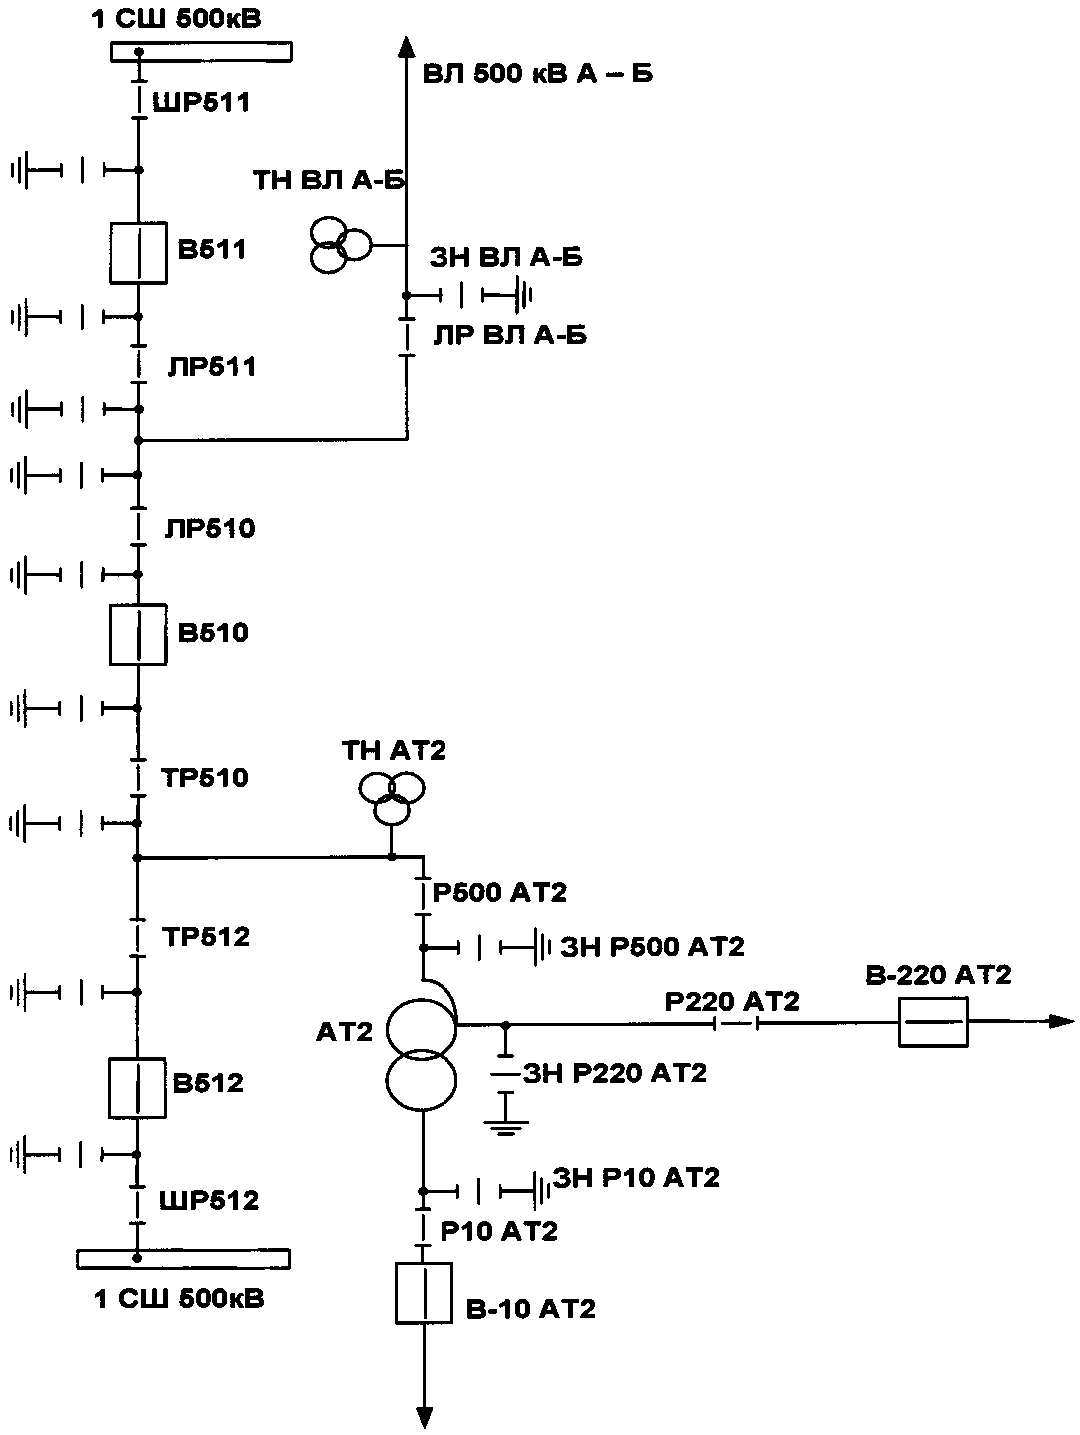 1 СШ 500кВ
ВЛ 500 кВ А – Б
ШР511
ТН ВЛ А-Б
В511
ЗН ВЛ А-Б
ЛР ВЛ А-Б
ЛР511
ЛР510
В510
ТН АТ2
ТР510
Р500 АТ2
ТР512
ЗН Р500 АТ2
В-220 АТ2
Р220 АТ2
АТ2
ЗН Р220 АТ2
В512
ЗН Р10 АТ2
ШР512
Р10 АТ2
1 СШ 500кВ
В-10 АТ2